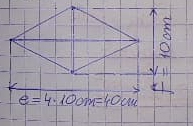 f = 10cm
e = 4·10cm = 40cm